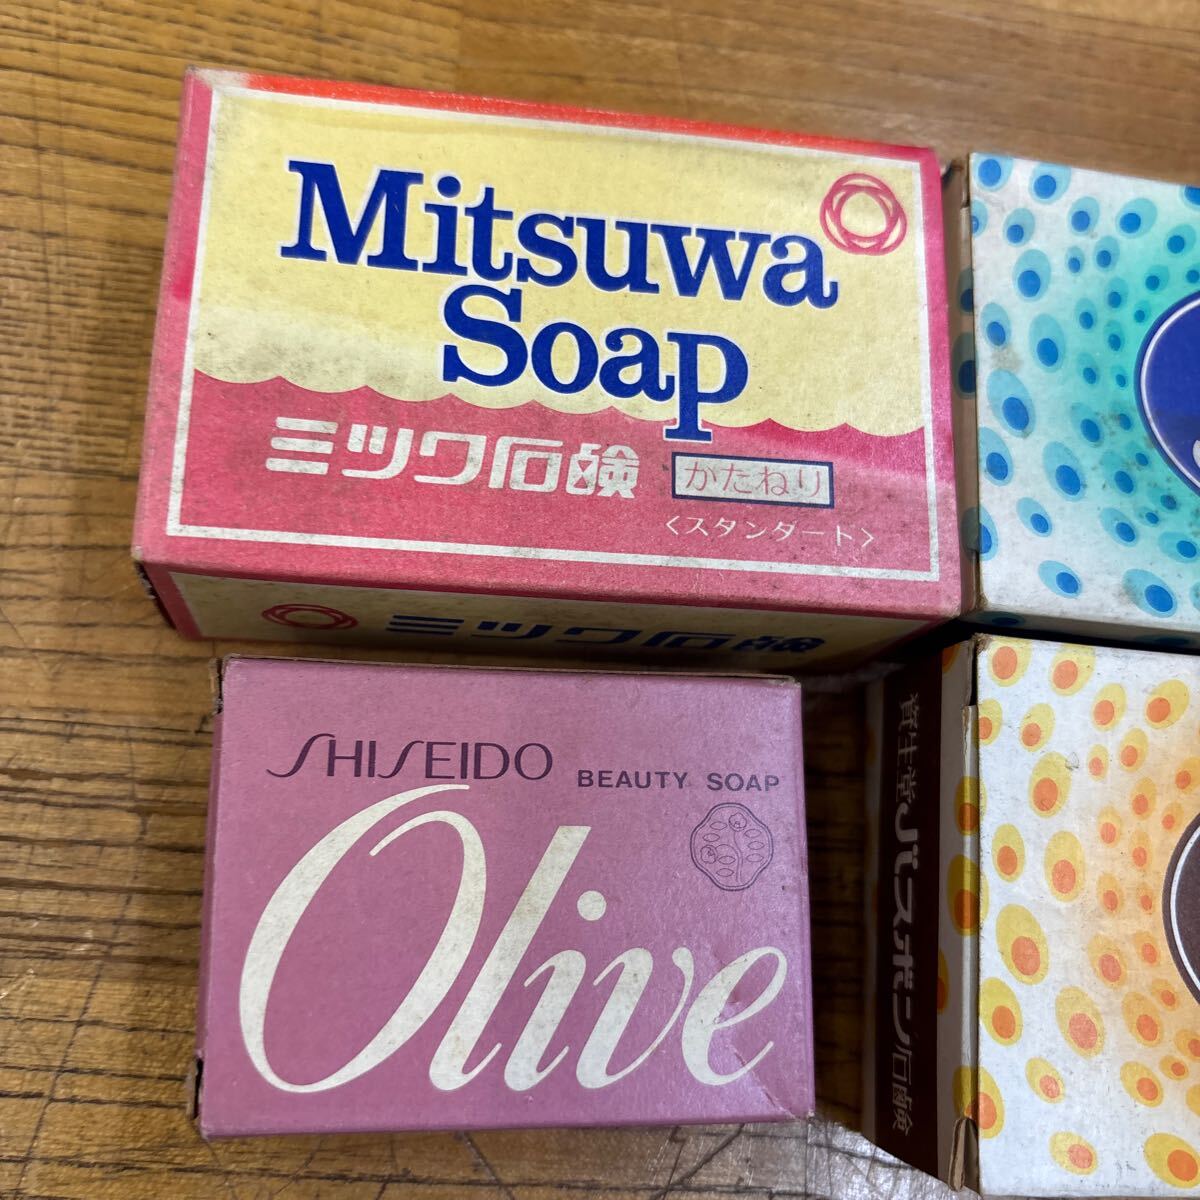 Mitsuwa
Soap
ミツワ石鹸
かたねり
<スタンダート>
ミツワ石鹸
SHISEIDO
BEAUTY SOAP
Olive
資生堂バスボン石鹸